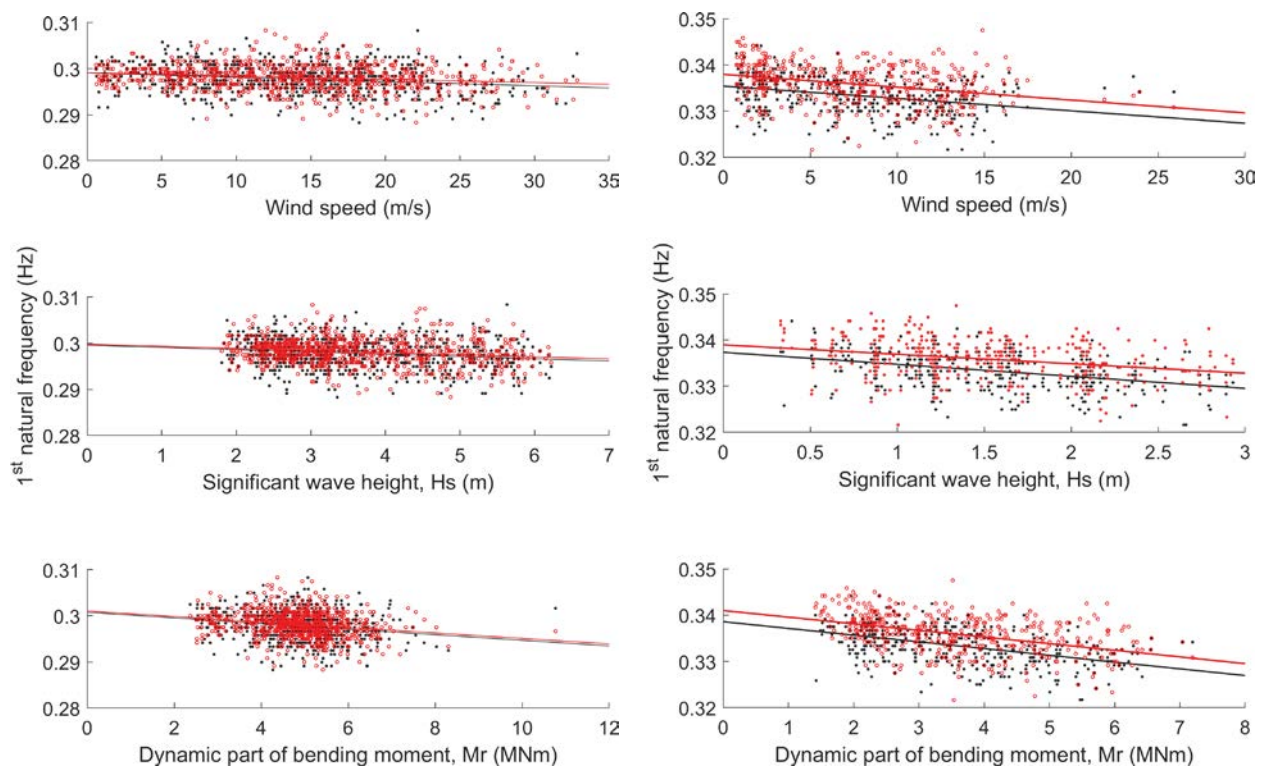 0.31
0.3
0.29
0.28
0 5 10 15 20 25 30 35
Wind speed (m/s)
0.35
0.34
0.33
0.32
0 5 10 15 20 25 30
Wind speed (m/s)
1st natural frequency (Hz)
0.31
0.3
0.29
0.28
0 1 2 3 4 5 6 7
Significant wave height, Hs (m)
1st natural frequency (Hz)
0.35
0.34
0.33
0.32
0 0.5 1 1.5 2 2.5 3
Significant wave height, Hs (m)
0.31
0.3
0.29
0.28
0 2 4 6 8 10 12
Dynamic part of bending moment, Mr (MNm)
0.35
0.34
0.33
0.32
0 1 2 3 4 5 6 7 8
Dynamic part of bending moment, Mr (MNm)